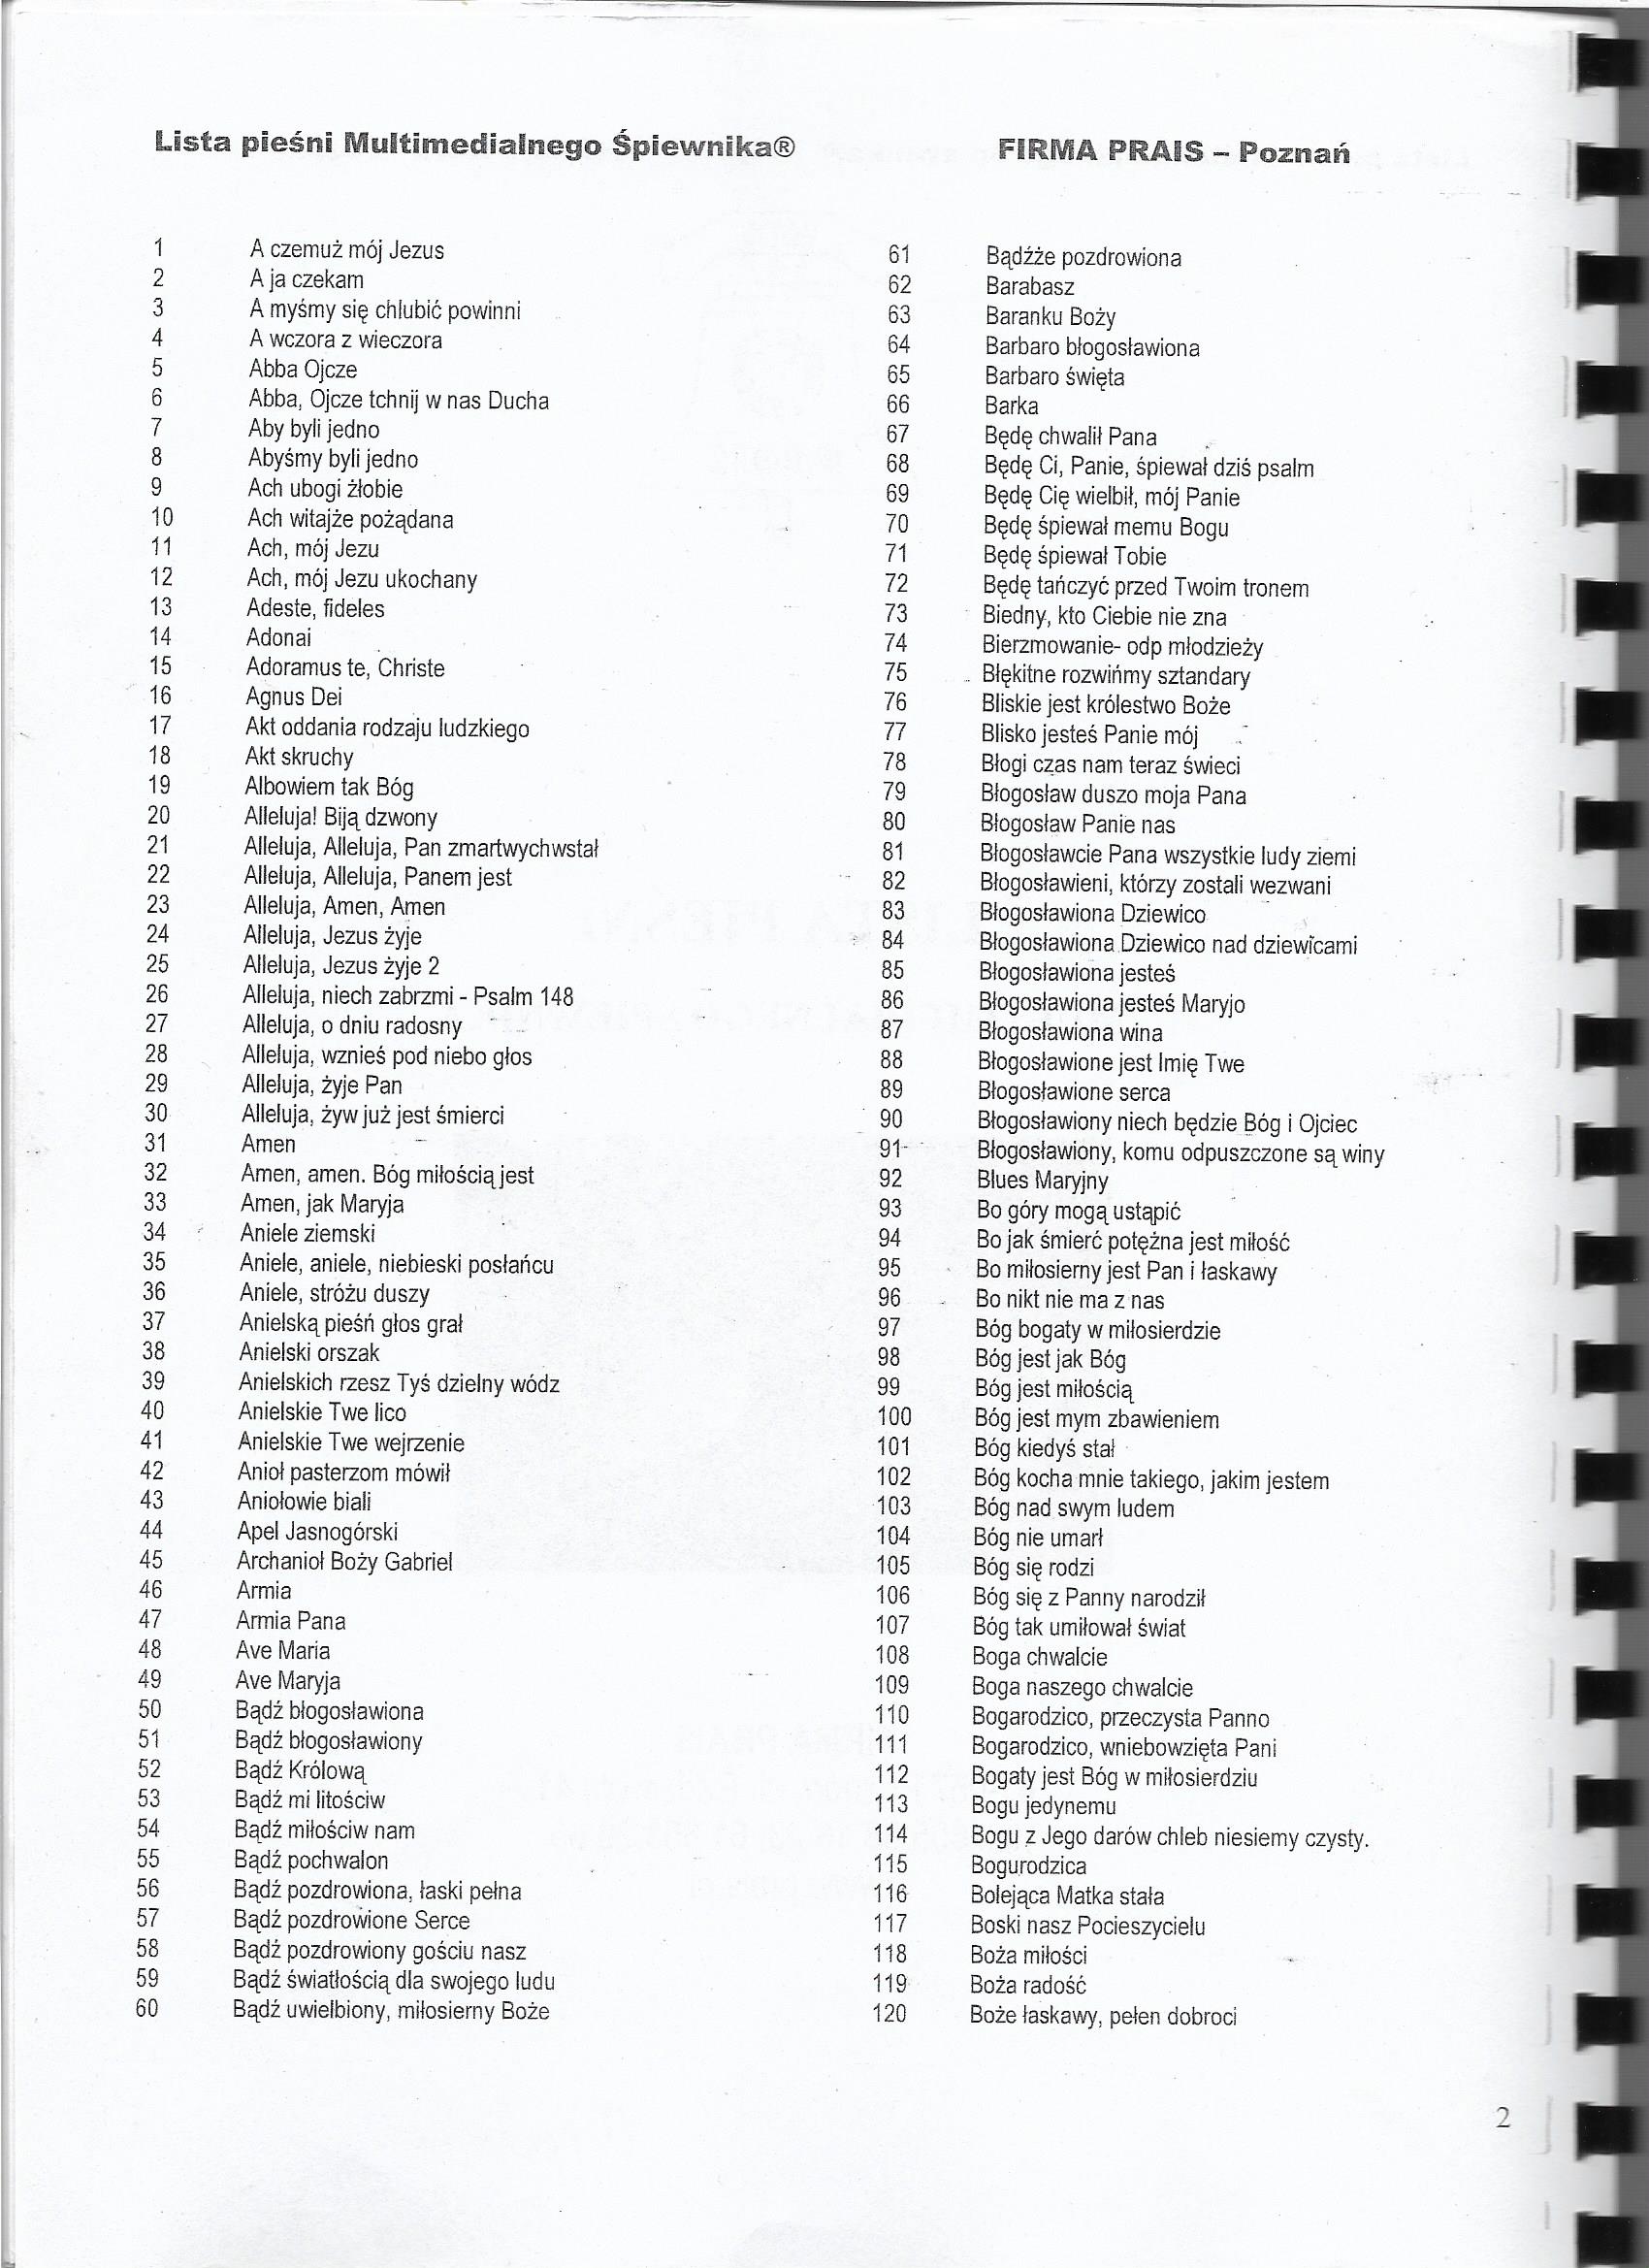 Lista pieśni Multimedialnego Śpiewnika® FIRMA PRAIS – Poznań
1 A czemuż mój Jezus
2 A ja czekam
3 A myśmy się chlubić powinni
4 A wczora z wieczora
5 Abba Ojcze
6 Abba, Ojcze tchnij w nas Ducha
7 Aby byli jedno
8 Abyśmy byli jedno
9 Ach ubogi żłobie
10 Ach witajże pożądana
11 Ach, mój Jezu
12 Ach, mój Jezu ukochany
13 Adeste, fideles
14 Adonai
15 Adoramus te, Christe
16 Agnus Dei
17 Akt oddania rodzaju ludzkiego
18 Akt skruchy
19 Albowiem tak Bóg
20 Alleluja! Biją dzwony
21 Alleluja, Alleluja, Pan zmartwychwstał
22 Alleluja, Alleluja, Panem jest
23 Alleluja, Amen, Amen
24 Alleluja, Jezus żyje
25 Alleluja, Jezus żyje 2
26 Alleluja, niech zabrzmi - Psalm 148
27 Alleluja, o dniu radosny
28 Alleluja, wznieś pod niebo głos
29 Alleluja, żyje Pan
30 Alleluja, żyw już jest śmierci
31 Amen
32 Amen, amen. Bóg miłością jest
33 Amen, jak Maryja
34 Aniele ziemski
35 Aniele, aniele, niebieski posłańcu
36 Aniele, stróżu duszy
37 Anielską pieśń głos grał
38 Anielski orszak
39 Anielskich rzesz Tyś dzielny wódz
40 Anielskie Twe lico
41 Anielskie Twe wejrzenie
42 Anioł pasterzom mówił
43 Aniołowie biali
44 Apel Jasnogórski
45 Archanioł Boży Gabriel
46 Armia
47 Armia Pana
48 Ave Maria
49 Ave Maryja
50 Bądź błogosławiona
51 Bądź błogosławiony
52 Bądź Królową
53 Bądź mi litościw
54 Bądź miłościw nam
55 Bądź pochwalon
56 Bądź pozdrowiona, łaski pełna
57 Bądź pozdrowione Serce
58 Bądź pozdrowiony gościu nasz
59 Bądź światłością dla swojego ludu
60 Bądź uwielbiony, miłosierny Boże
61 Bądźże pozdrowiona
62 Barabasz
63 Baranku Boży
64 Barbaro błogosławiona
65 Barbaro święta
66 Barka
67 Będę chwalił Pana
68 Będę Ci, Panie, śpiewał dziś psalm
69 Będę Cię wielbił, mój Panie
70 Będę śpiewał memu Bogu
71 Będę śpiewał Tobie
72 Będę tańczyć przed Twoim tronem
73 Biedny, kto Ciebie nie zna
74 Bierzmowanie- odp młodzieży
75 Błękitne rozwińmy sztandary
76 Bliskie jest królestwo Boże
77 Blisko jesteś Panie mój
78 Błogi czas nam teraz świeci
79 Błogosław duszo moja Pana
80 Błogosław Panie nas
81 Błogosławcie Pana wszystkie ludy ziemi
82 Błogosławieni, którzy zostali wezwani
83 Błogosławiona Dziewico
84 Błogosławiona Dziewico nad dziewicami
85 Błogosławiona jesteś
86 Błogosławiona jesteś Maryjo
87 Błogosławiona wina
88 Błogosławione jest Imię Twe
89 Błogosławione serca
90 Błogosławiony niech będzie Bóg i Ojciec
91 Błogosławiony, komu odpuszczone są winy
92 Blues Maryjny
93 Bo góry mogą ustąpić
94 Bo jak śmierć potężna jest miłość
95 Bo miłosierny jest Pan i łaskawy
96 Bo nikt nie ma z nas
97 Bóg bogaty w miłosierdzie
98 Bóg jest jak Bóg
99 Bóg jest miłością
100 Bóg jest mym zbawieniem
101 Bóg kiedyś stał
102 Bóg kocha mnie takiego, jakim jestem
103 Bóg nad swym ludem
104 Bóg nie umarł
105 Bóg się rodzi
106 Bóg się z Panny narodził
107 Bóg tak umiłował świat
108 Boga chwalcie
109 Boga naszego chwalcie
110 Bogarodzico, przeczysta Panno
111 Bogarodzico, wniebowzięta Pani
112 Bogaty jest Bóg w miłosierdziu
113 Bogu jedynemu
114 Bogu z Jego darów chleb niesiemy czysty.
115 Bogurodzica
116 Bolejąca Matka stała
117 Boski nasz Pocieszycielu
118 Boża miłości
119 Boża radość
120 Boże łaskawy, pełen dobroci
2